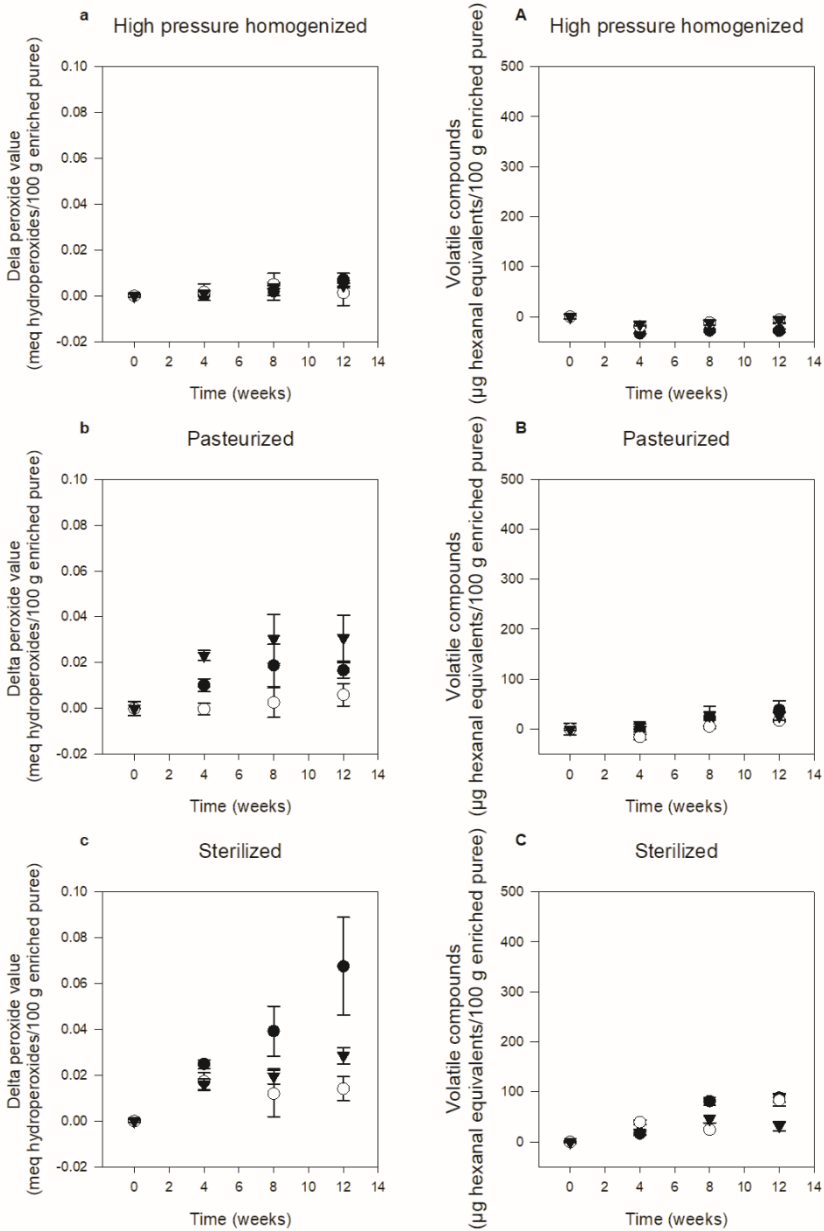 a High pressure homogenized
Dela peroxide value
(meq hydroperoxides/100 g enriched puree)
0.10
0.08
0.06
0.04
0.02
0.00
-0.02
0 2 4 6 8 10 12 14
Time (weeks)
A High pressure homogenized
Volatile compounds
(µg hexanal equivalents/100 g enriched puree)
500
400
300
200
100
0
0 2 4 6 8 10 12 14
Time (weeks)
b Pasteurized
Delta peroxide value
(meq hydroperoxides/100 g enriched puree)
0.10
0.08
0.06
0.04
0.02
0.00
-0.02
0 2 4 6 8 10 12 14
Time (weeks)
B Pasteurized
Volatile compounds
(µg hexanal equivalents/100 g enriched puree)
500
400
300
200
100
0
0 2 4 6 8 10 12 14
Time (weeks)
c Sterilized
Delta peroxide value
(meq hydroperoxides/100 g enriched puree)
0.10
0.08
0.06
0.04
0.02
0.00
-0.02
0 2 4 6 8 10 12 14
Time (weeks)
C Sterilized
Volatile compounds
(µg hexanal equivalents/100 g enriched puree)
500
400
300
200
100
0
0 2 4 6 8 10 12 14
Time (weeks)